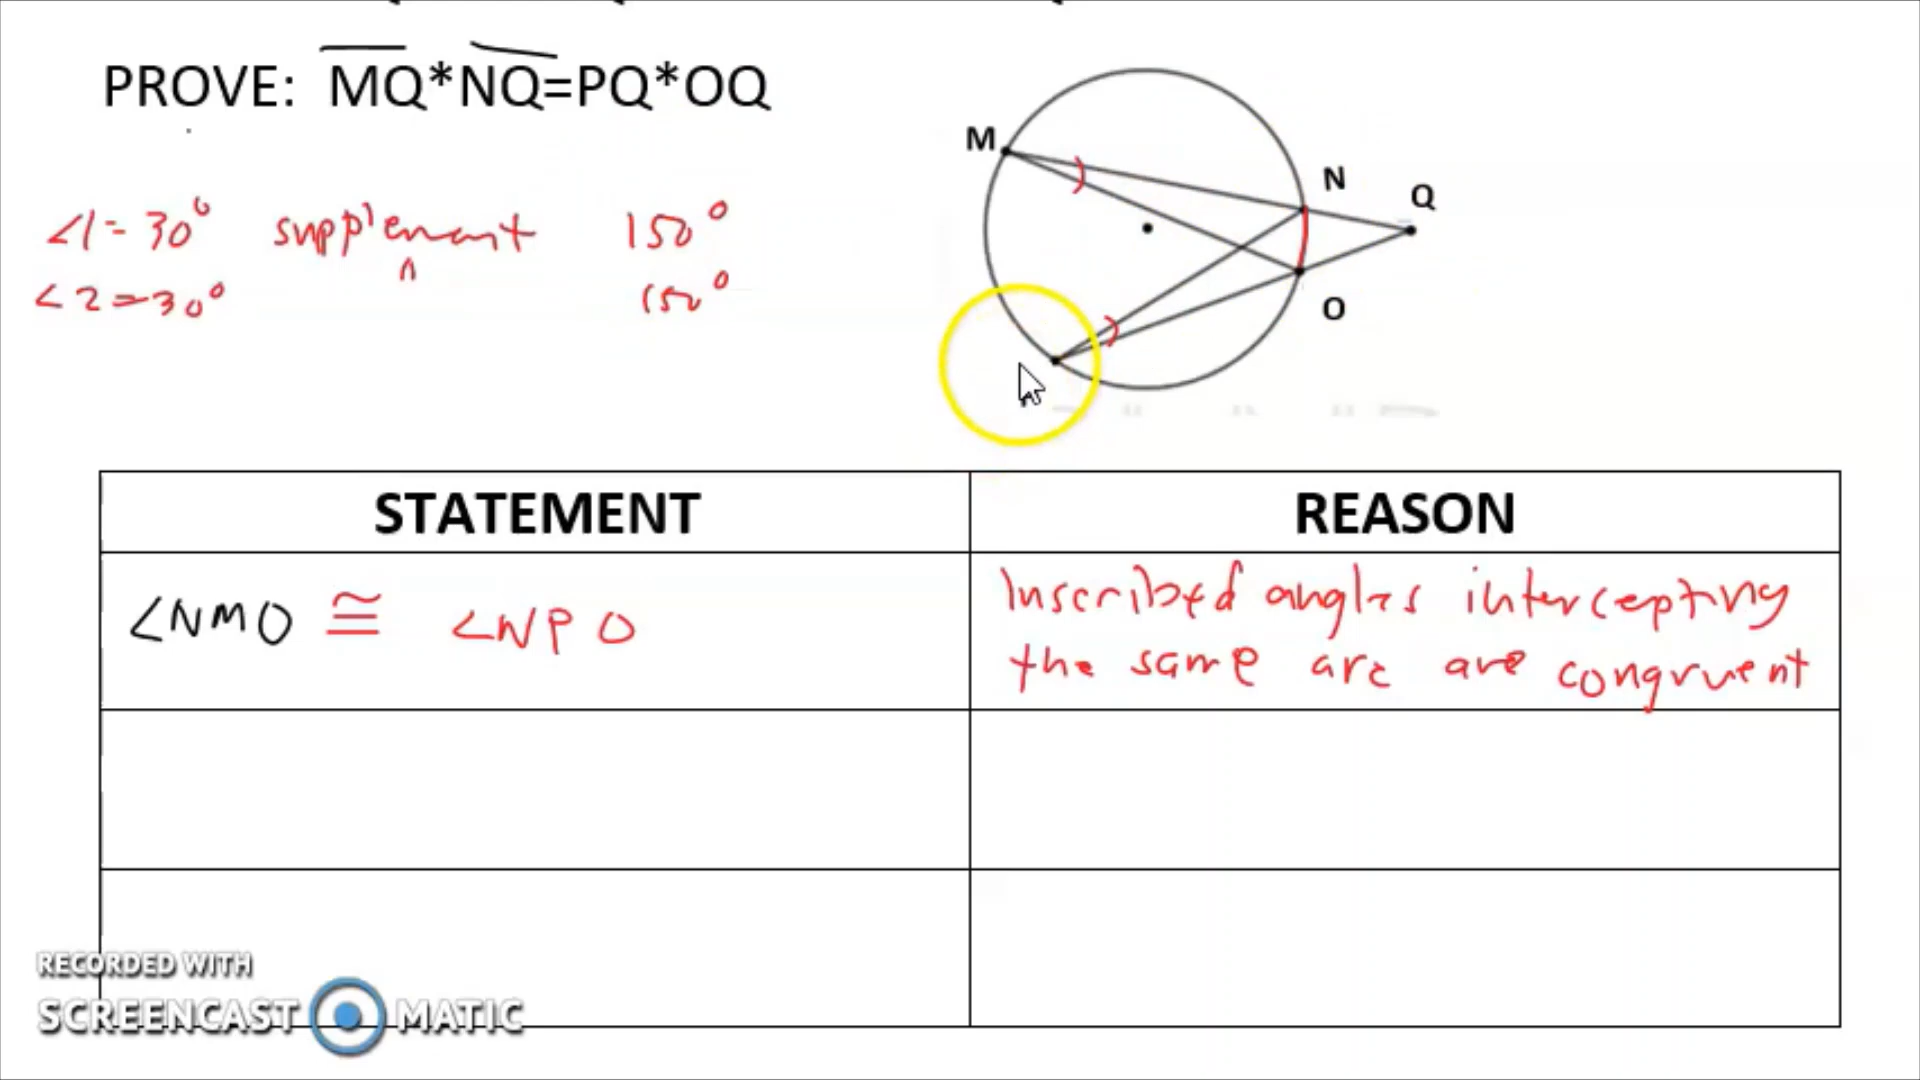 PROVE: MQ*NQ=PQ*OQ
M
N
Q
O
∠1=30° supplement 150°
∠2=30° 150°
STATEMENT REASON
∠NMO ≅ ∠NPO
Inscribed angles intercepting
the same arc are congruent
RECORDED WITH
SCREENCAST MATIC